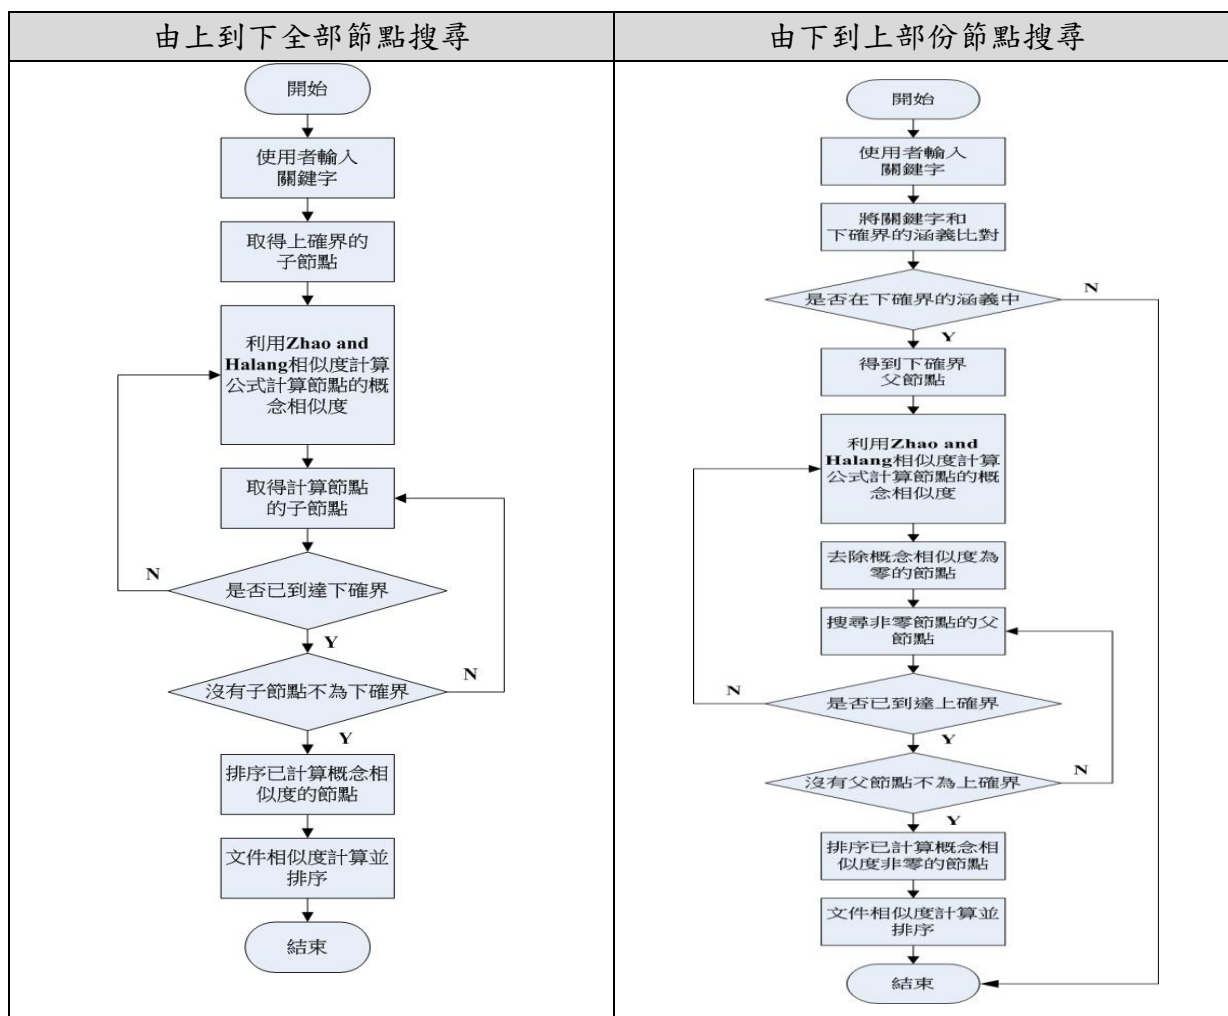 由上到下全部節點搜尋
由下到上部份節點搜尋
開始
使用者輸入
關鍵字
取得上確界的
子節點
利用Zhao and
Halang相似度計算
公式計算節點的概
念相似度
取得計算節點
的子節點
是否已到達下確界
N
Y
沒有子節點不為下確界
N
Y
排序已計算概念相
似度的節點
文件相似度計算並
排序
結束
開始
使用者輸入
關鍵字
將關鍵字和
下確界的涵義比對
是否在下確界的涵義中
N
Y
得到下確界
父節點
利用Zhao and
Halang相似度計算
公式計算節點的概
念相似度
去除概念相似度為
零的節點
搜尋非零節點的父
節點
是否已到達上確界
N
Y
沒有父節點不為上確界
N
Y
排序已計算概念相
似度非零的節點
文件相似度計算並
排序
結束